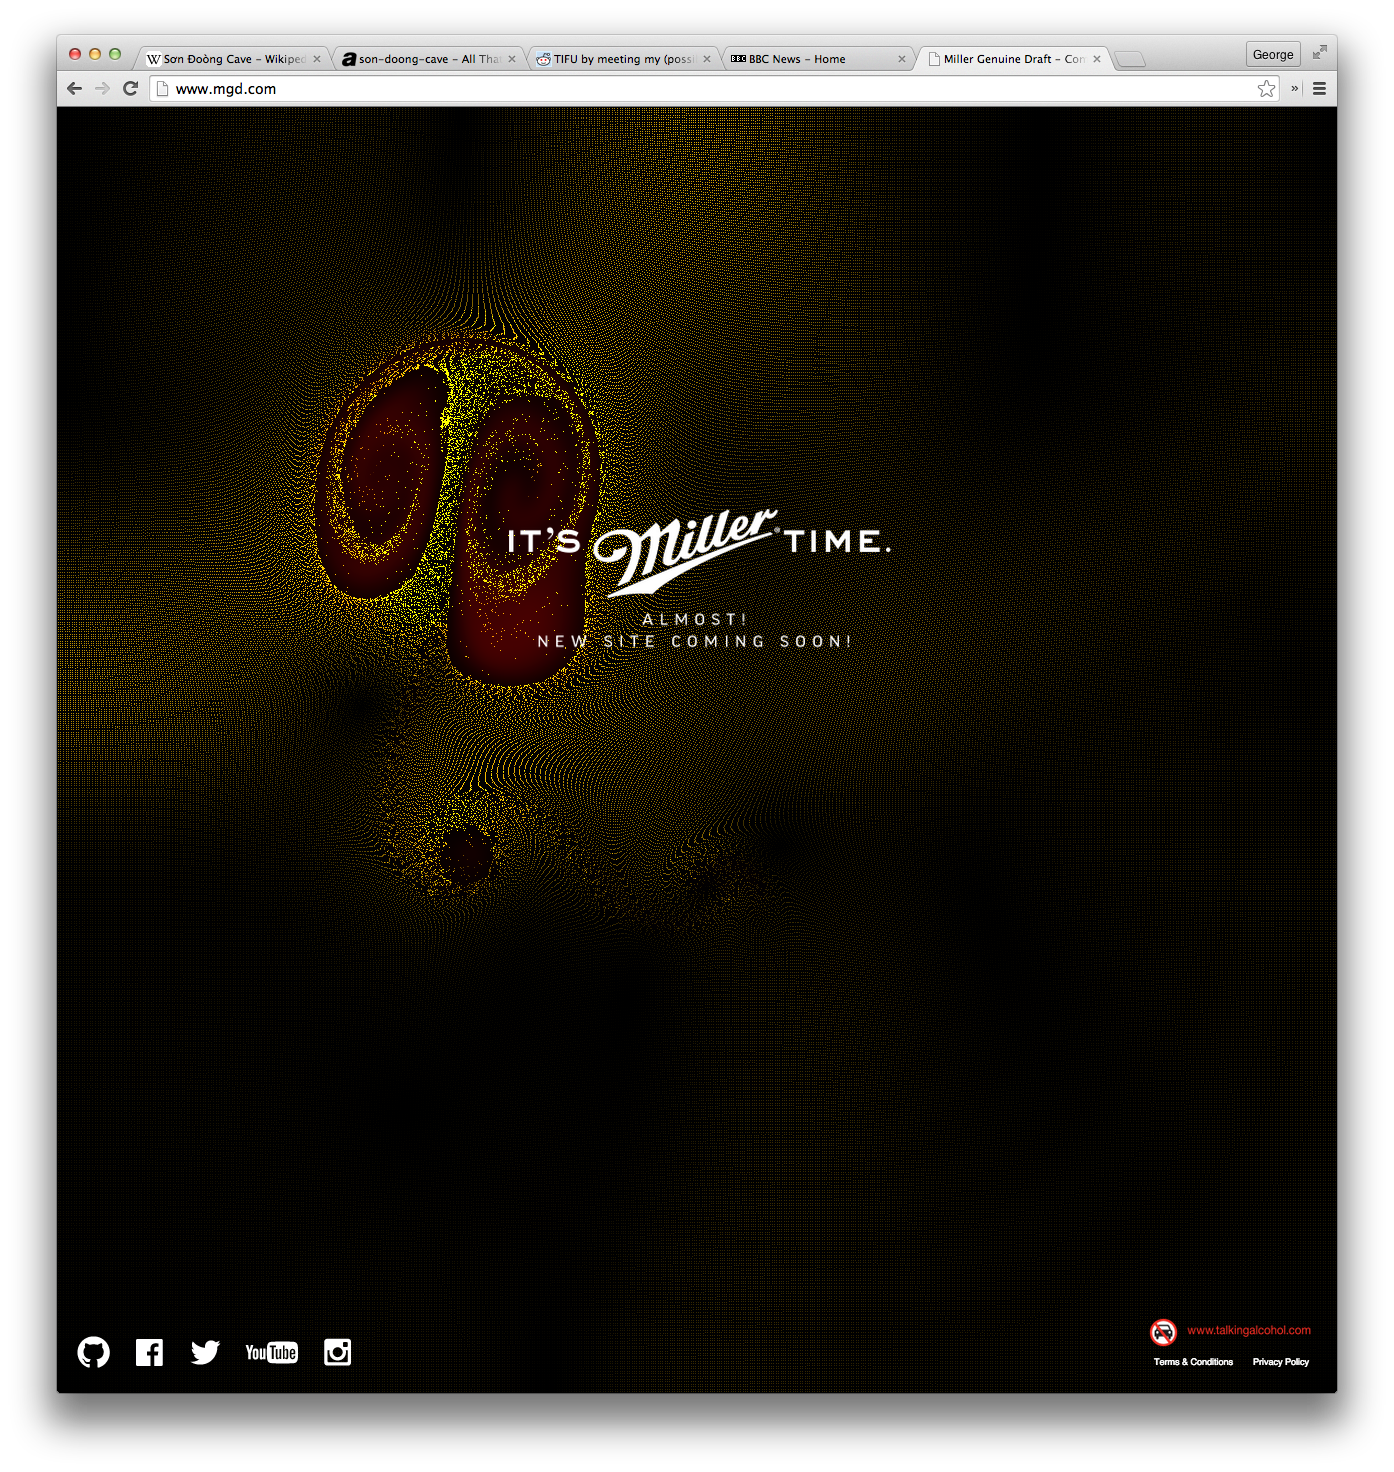 Sơn Đoòng Cave – Wikiped
son-doong-cave – All Tha
TIFU by meeting my (possi
BBC
BBC News – Home
Miller Genuine Draft – Con
George
www.mgd.com
IT'S Miller® TIME.
ALMOST!
NEW SITE COMING SOON!
YouTube
www.talkingalcohol.com
Terms & Conditions
Privacy Policy